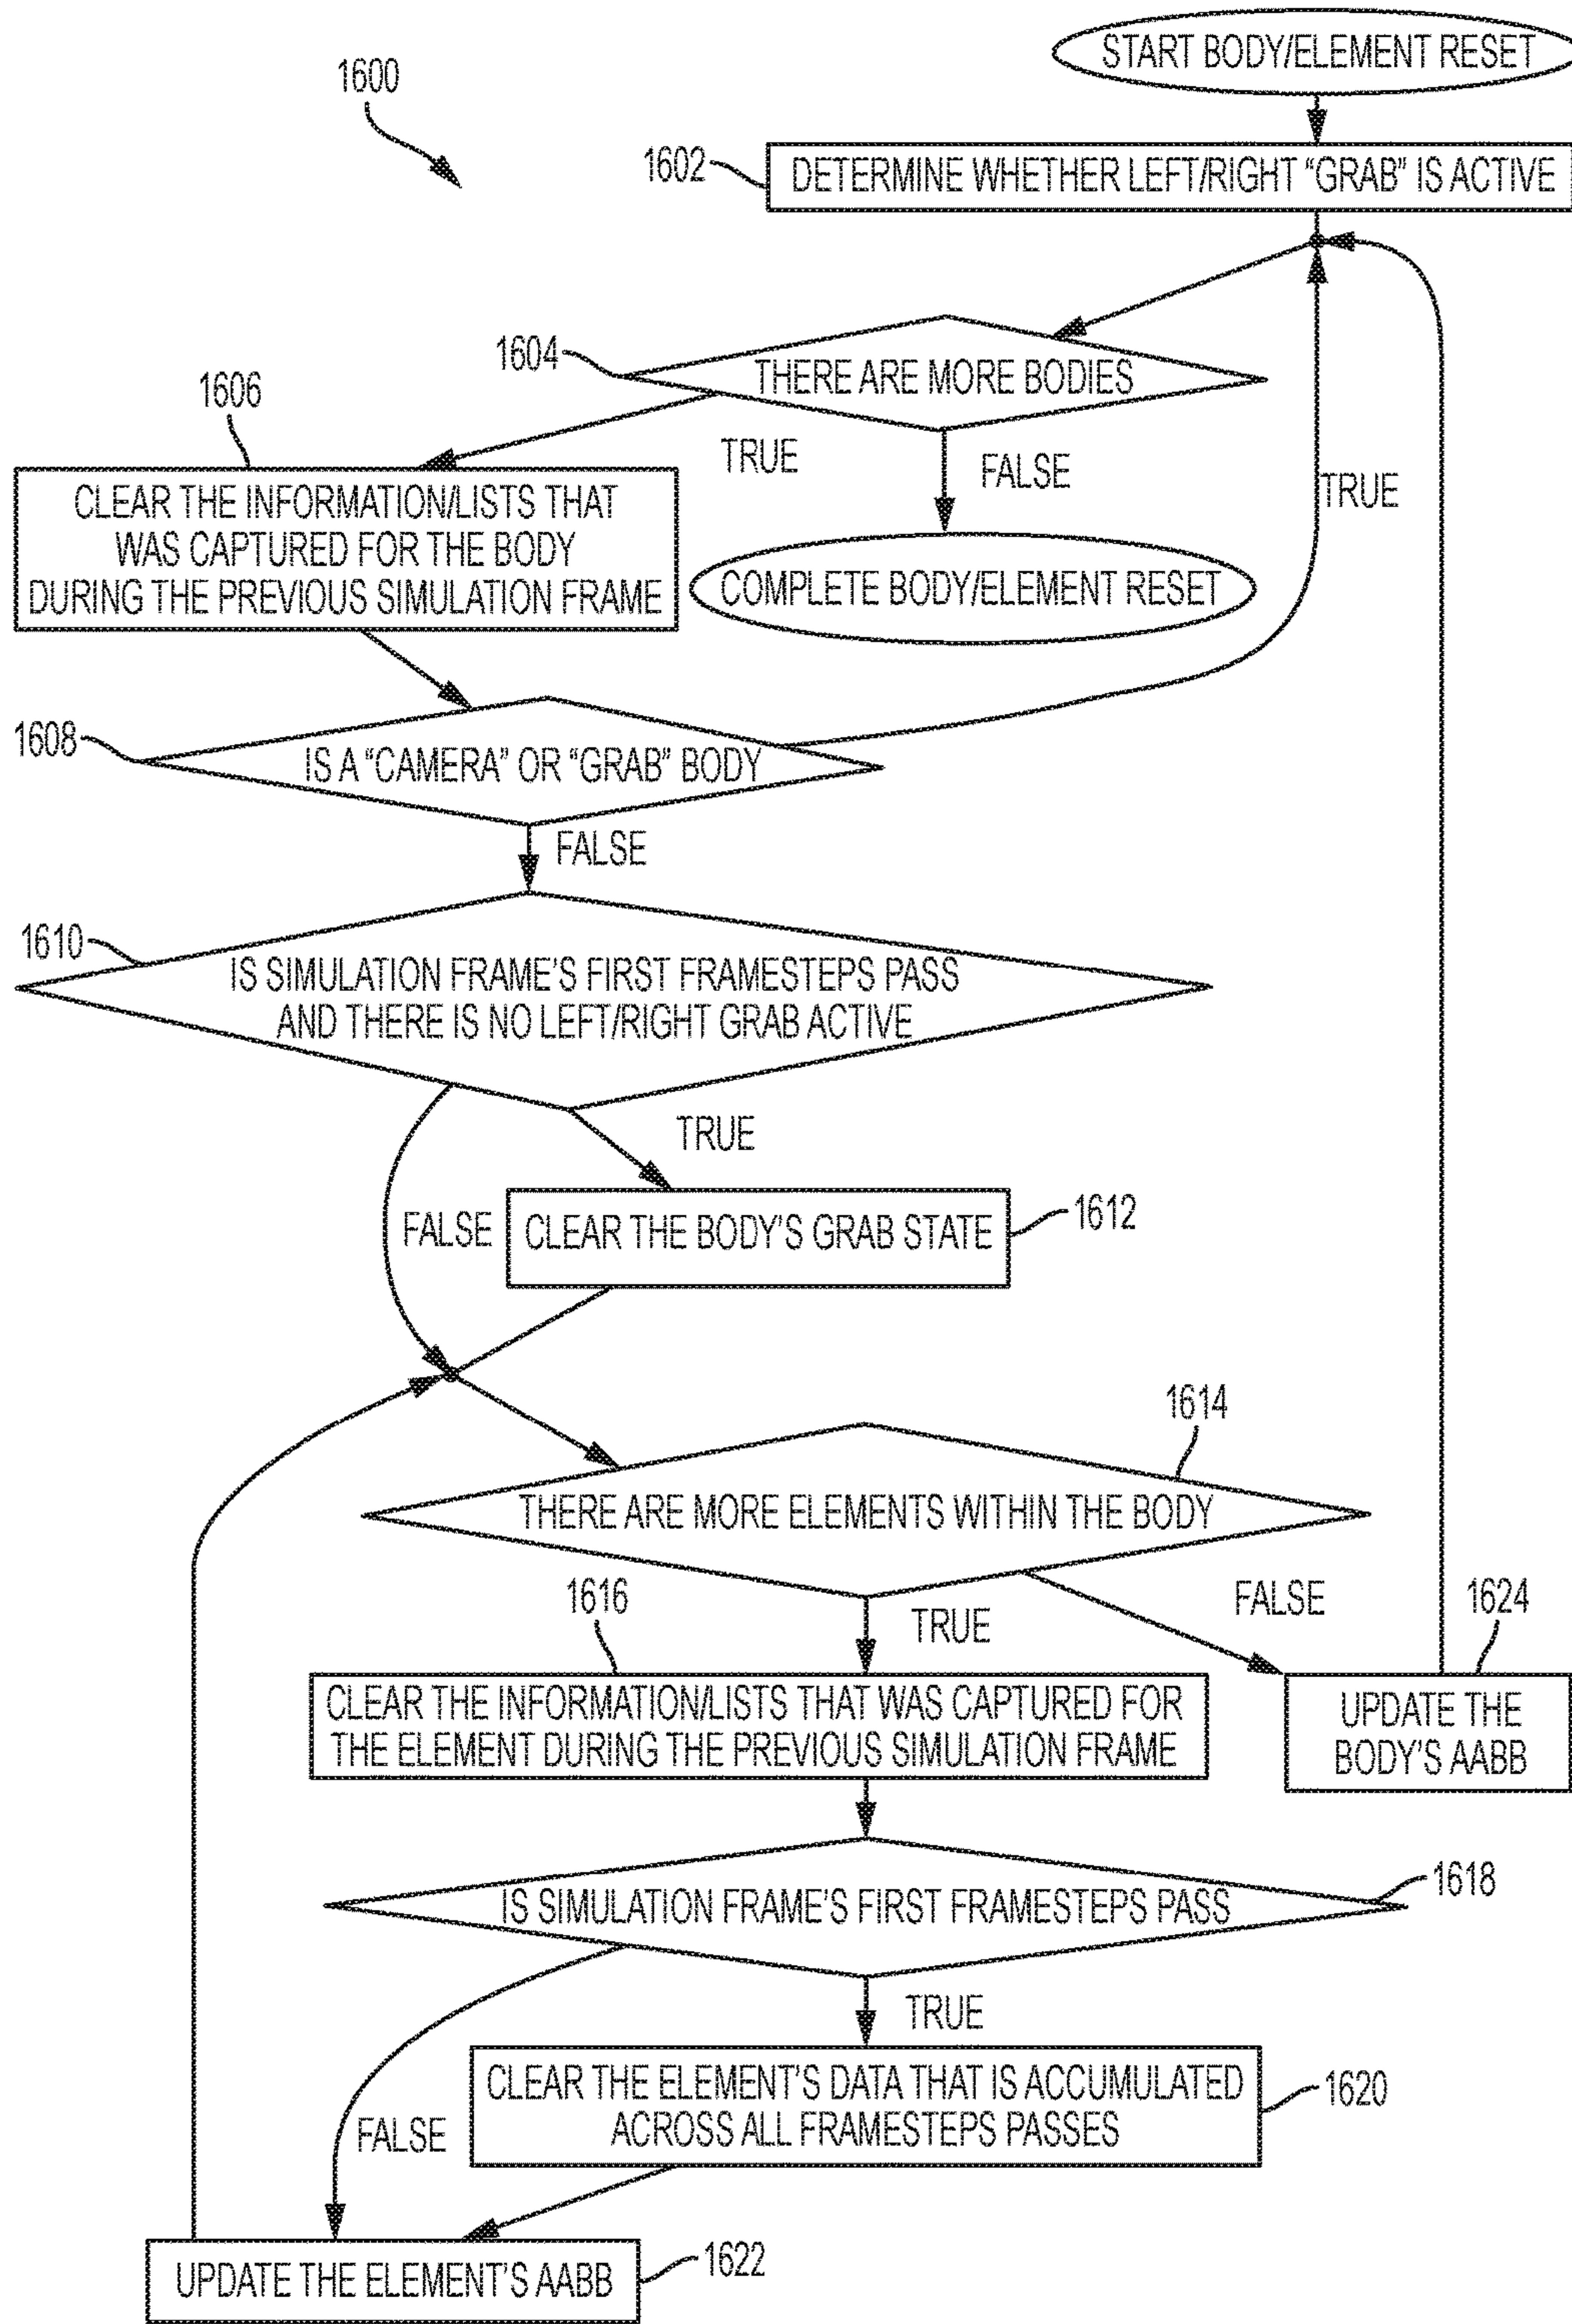 START BODY/ELEMENT RESET
1600
1602
DETERMINE WHETHER LEFT/RIGHT “GRAB” IS ACTIVE
1604
THERE ARE MORE BODIES
1606
TRUE
FALSE
TRUE
CLEAR THE INFORMATION/LISTS THAT
WAS CAPTURED FOR THE BODY
DURING THE PREVIOUS SIMULATION FRAME
COMPLETE BODY/ELEMENT RESET
1608
IS A “CAMERA” OR “GRAB” BODY
FALSE
1610
IS SIMULATION FRAME’S FIRST FRAMESTEPS PASS
AND THERE IS NO LEFT/RIGHT GRAB ACTIVE
TRUE
FALSE
CLEAR THE BODY’S GRAB STATE
1612
1614
THERE ARE MORE ELEMENTS WITHIN THE BODY
1616
TRUE
FALSE
1624
CLEAR THE INFORMATION/LISTS THAT WAS CAPTURED FOR
THE ELEMENT DURING THE PREVIOUS SIMULATION FRAME
UPDATE THE
BODY’S AABB
1618
IS SIMULATION FRAME’S FIRST FRAMESTEPS PASS
TRUE
FALSE
CLEAR THE ELEMENT’S DATA THAT IS ACCUMULATED
ACROSS ALL FRAMESTEPS PASSES
1620
UPDATE THE ELEMENT’S AABB
1622